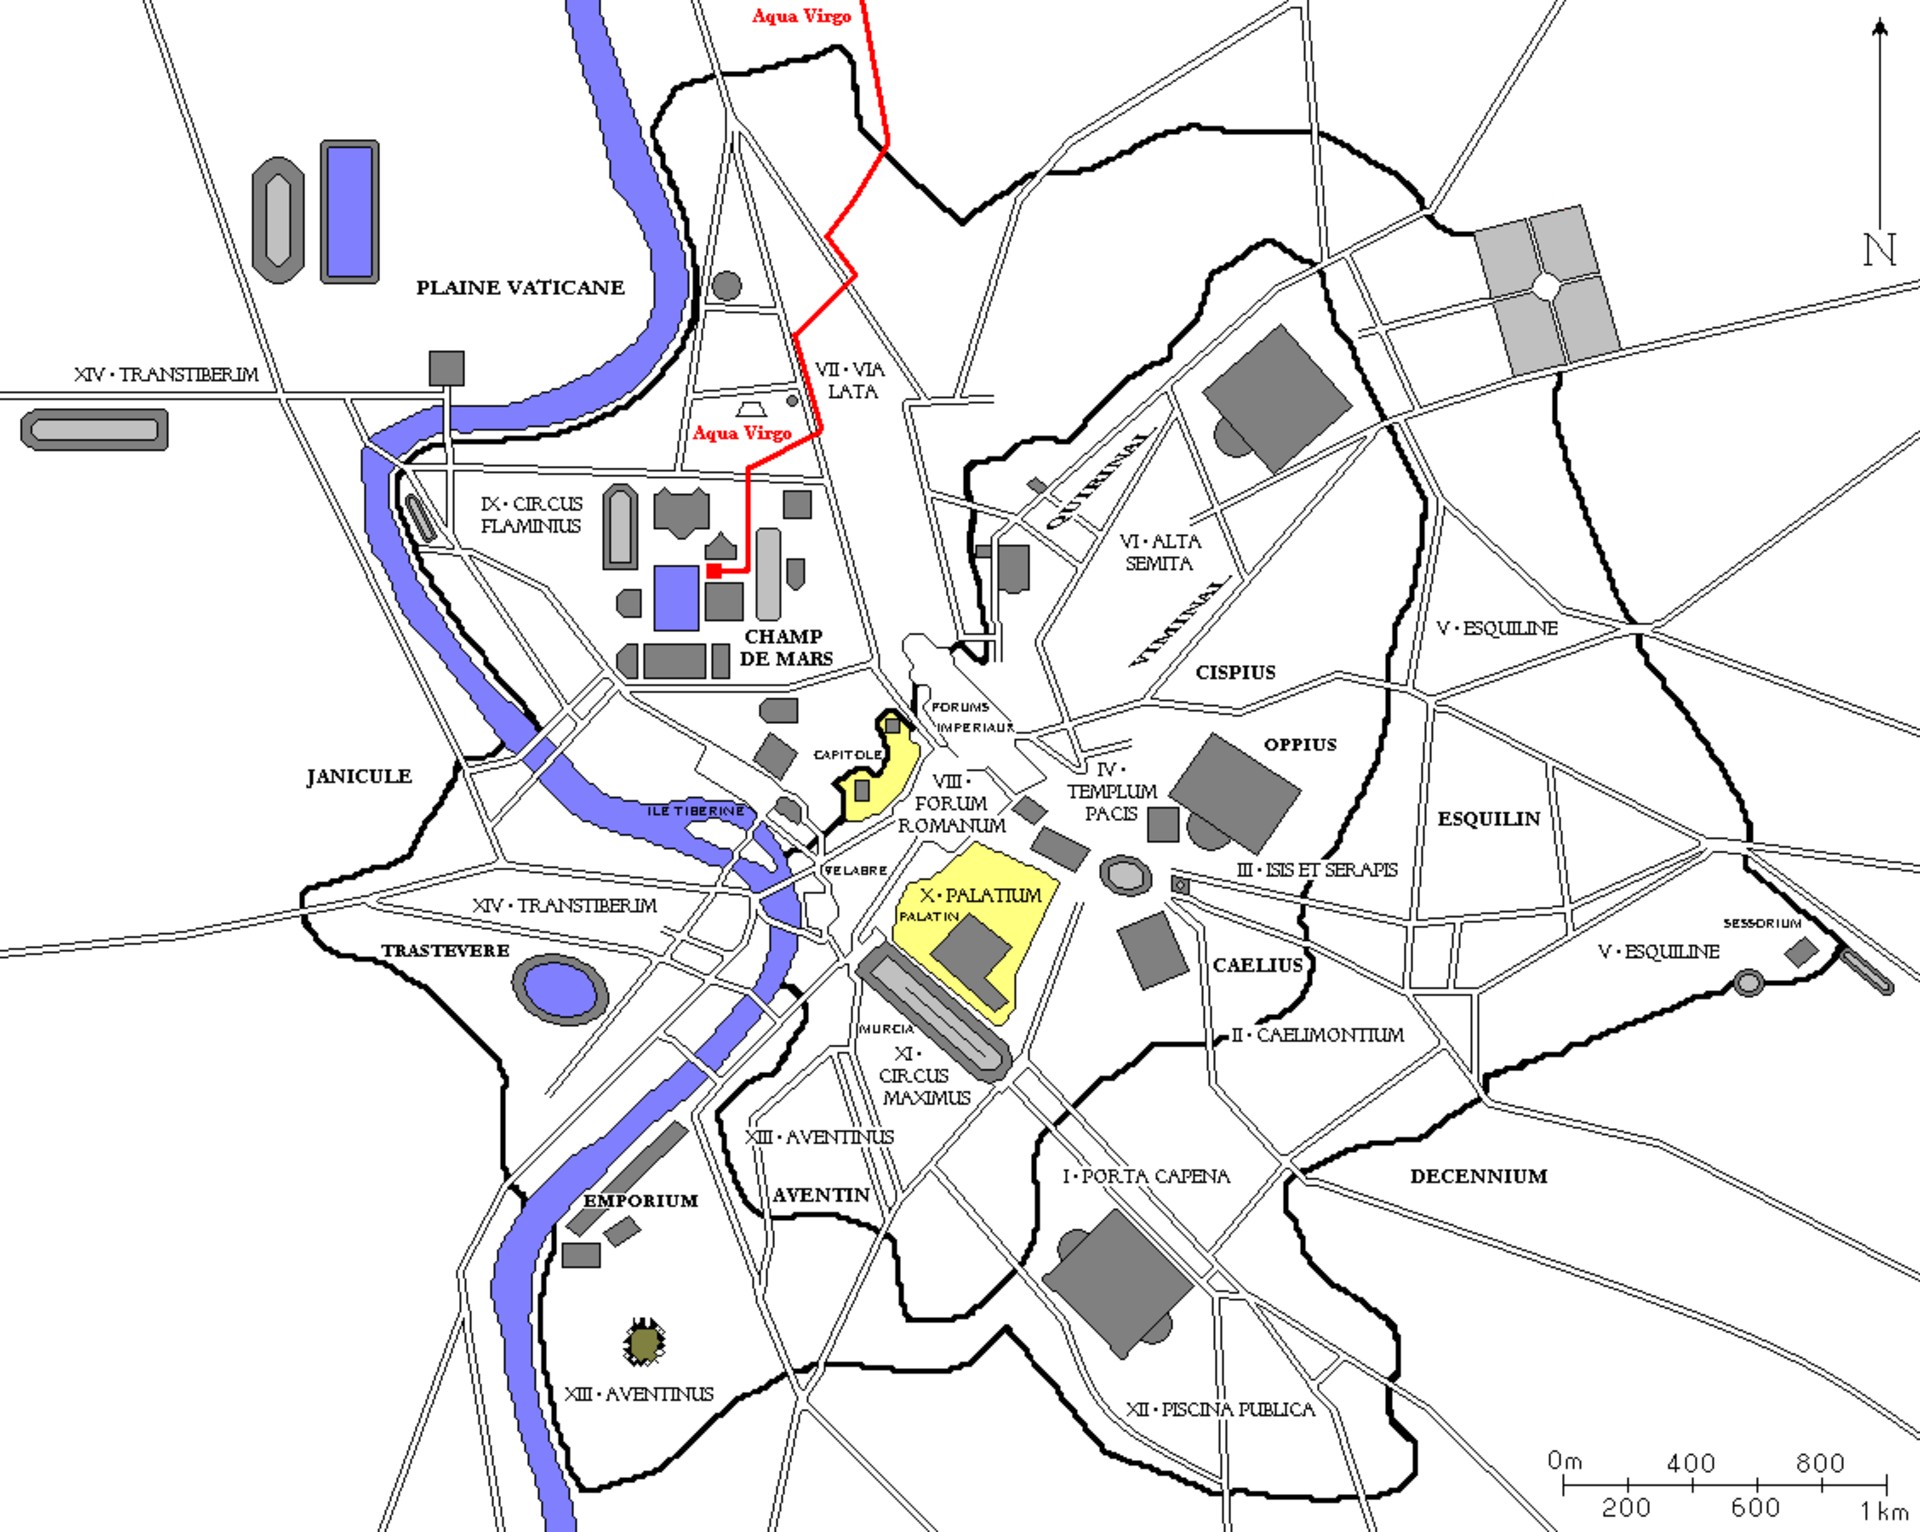 Aqua Virgo
N
PLAINE VATICANE
XIV · TRANSTIBERIM
VII · VIA
LATA
Aqua Virgo
QUIRINAL
IX · CIRCUS
FLAMINIUS
VI · ALTA
SEMITA
VIMINAL
V · ESQUILINE
CHAMP
DE MARS
CISPIUS
FORUMS
IMPERIAUX
OPPIUS
CAPITOLE
JANICULE
VIII ·
FORUM
ROMANUM
IV ·
TEMPLUM
PACIS
ILE TIBERINE
ESQUILIN
VELABRE
III · ISIS ET SERAPIS
X · PALATIUM
PALATIN
XIV · TRANSTIBERIM
SESSORIUM
TRASTEVERE
V · ESQUILINE
CAELIUS
MURCIA
II · CAELIMONTIUM
XI ·
CIRCUS
MAXIMUS
XIII · AVENTINUS
I · PORTA CAPENA
DECENNIUM
AVENTIN
EMPORIUM
XIII · AVENTINUS
XII · PISCINA PUBLICA
0m 400 800
200 600 1km